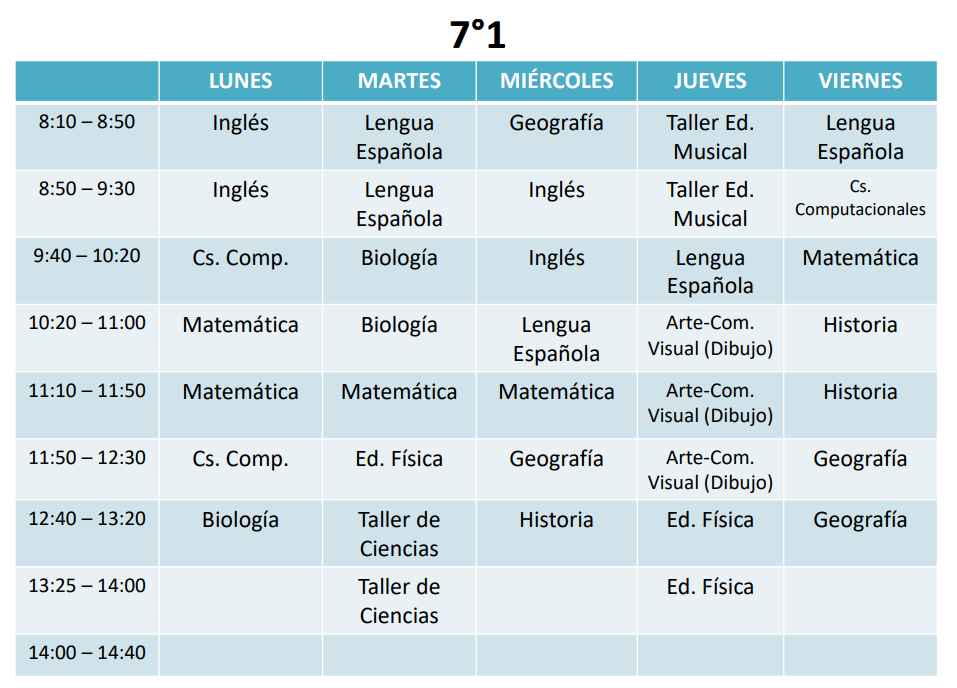 7°1
LUNES MARTES MIÉRCOLES JUEVES VIERNES
8:10 – 8:50 Inglés Lengua Geografía Taller Ed. Lengua
Española Musical Española
8:50 – 9:30 Inglés Lengua Inglés Taller Ed. Cs.
Española Musical Computacionales
9:40 – 10:20 Cs. Comp. Biología Inglés Lengua Matemática
Española
10:20 – 11:00 Matemática Biología Lengua Arte-Com. Historia
Española Visual (Dibujo)
11:10 – 11:50 Matemática Matemática Matemática Arte-Com. Historia
Visual (Dibujo)
11:50 – 12:30 Cs. Comp. Ed. Física Geografía Arte-Com. Geografía
Visual (Dibujo)
12:40 – 13:20 Biología Taller de Historia Ed. Física Geografía
Ciencias
13:25 – 14:00 Taller de Ed. Física
Ciencias
14:00 – 14:40